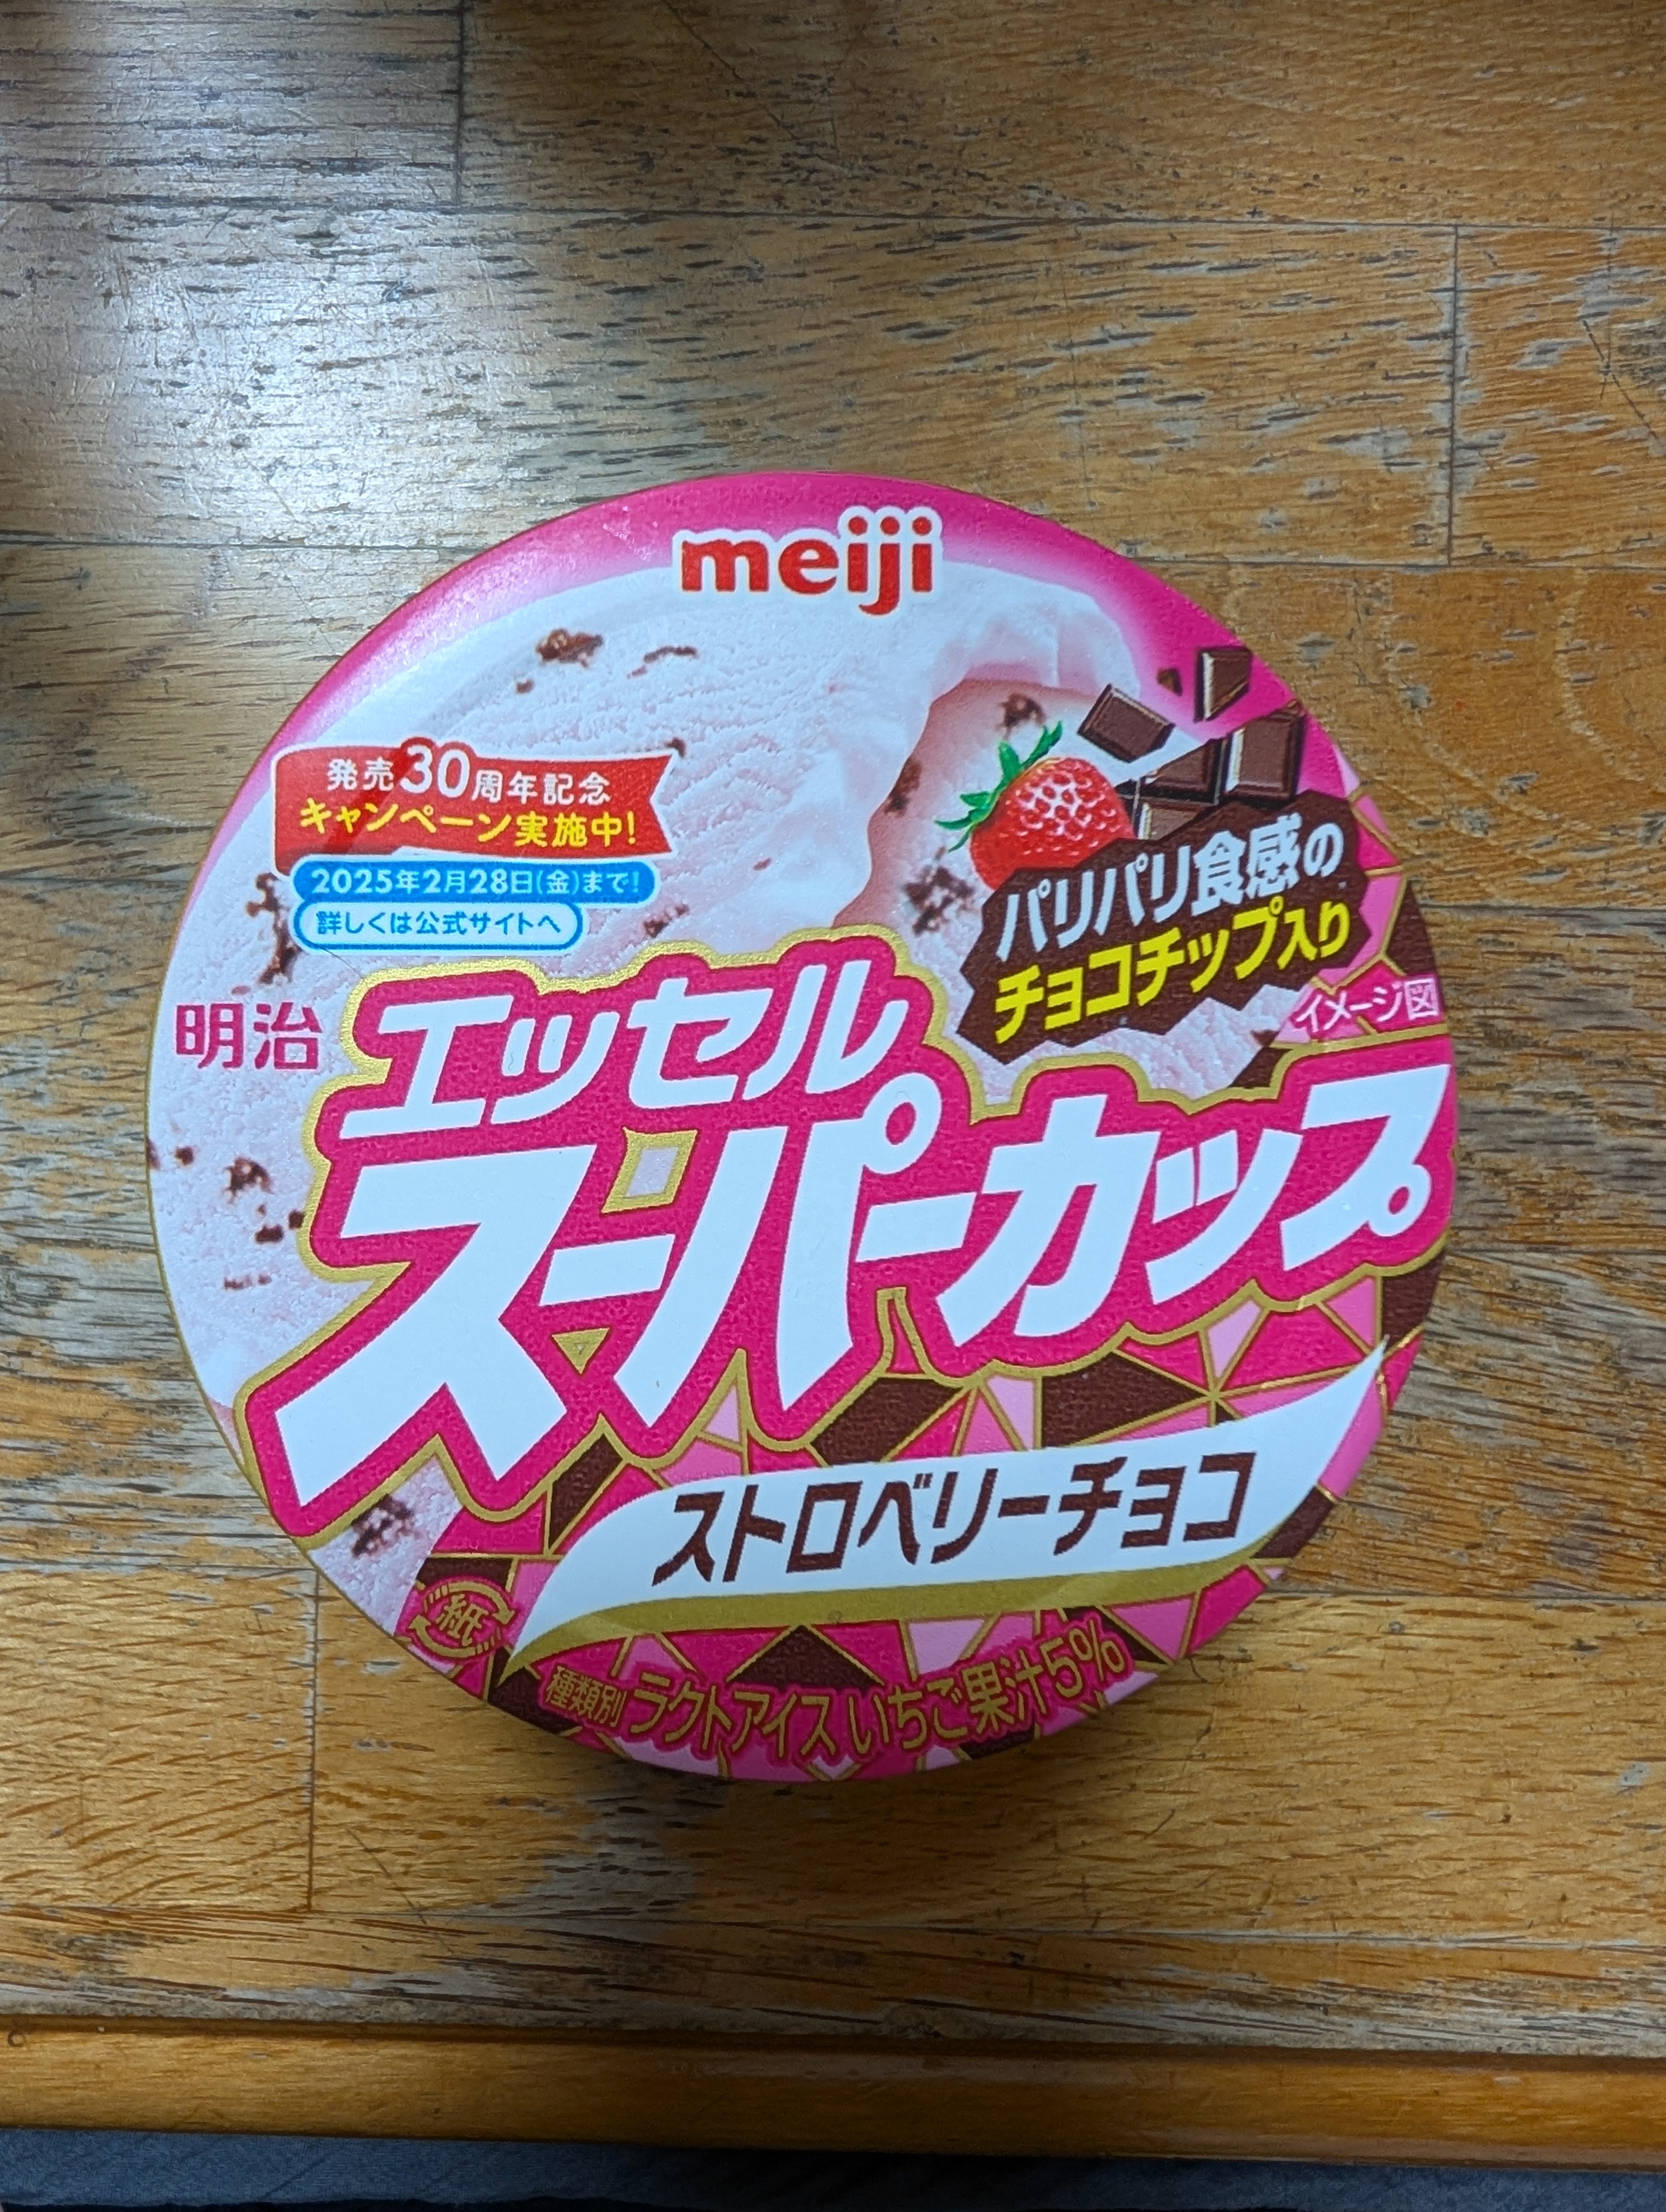 meiji
発売30周年記念
キャンペーン実施中!
2025年2月28日(金)まで!
詳しくは公式サイトへ
パリパリ食感の
チョコチップ入り
イメージ図
明治
エッセル
スーパーカップ
ストロベリーチョコ
紙
種類別 ラクトアイス いちご果汁5%